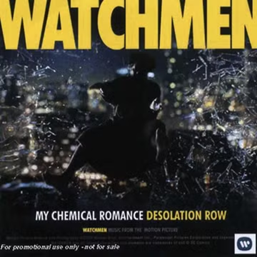 WATCHMEN
MY CHEMICAL ROMANCE DESOLATION ROW
WATCHMEN MUSIC FROM THE MOTION PICTURE
For promotional use only - not for sale